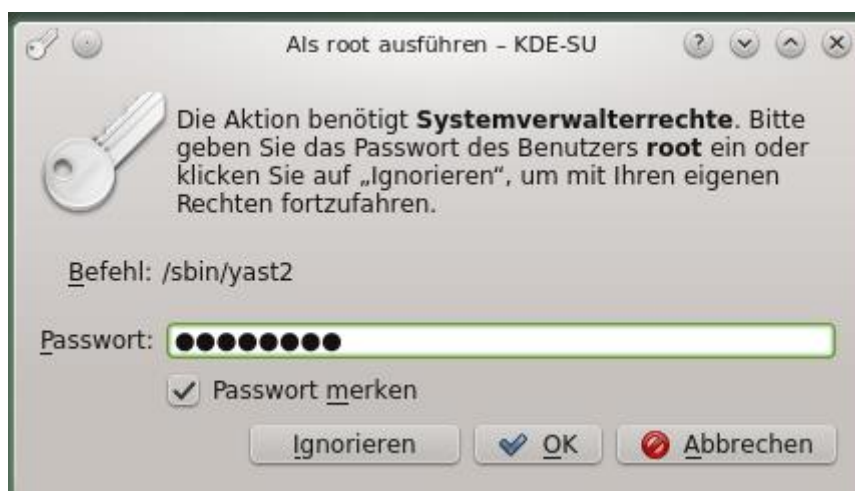 Als root ausführen – KDE-SU
Die Aktion benötigt Systemverwalterrechte. Bitte
geben Sie das Passwort des Benutzers root ein oder
klicken Sie auf „Ignorieren“, um mit Ihren eigenen
Rechten fortzufahren.
Befehl: /sbin/yast2
Passwort: ●●●●●●●●
Passwort merken
Ignorieren OK Abbrechen